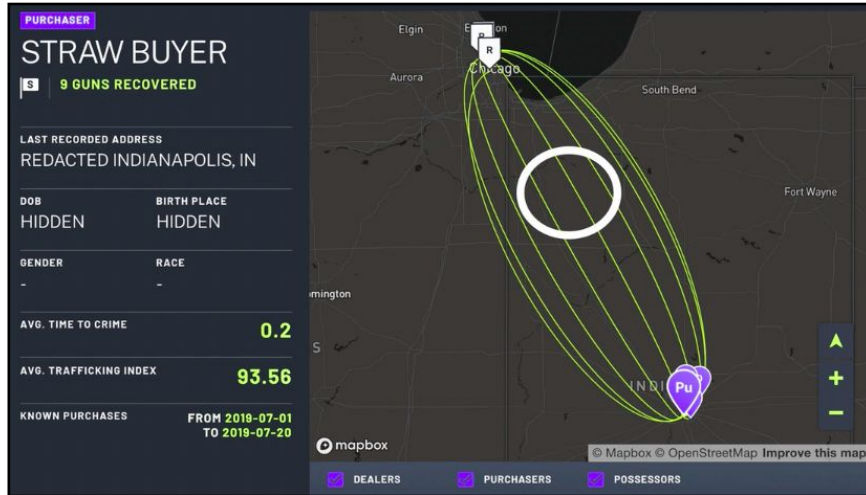 PURCHASER
STRAW BUYER
S
9 GUNS RECOVERED
LAST RECORDED ADDRESS
REDACTED INDIANAPOLIS, IN
DOB BIRTH PLACE
HIDDEN HIDDEN
GENDER RACE
- -
AVG. TIME TO CRIME 0.2
AVG. TRAFFICKING INDEX 93.56
KNOWN PURCHASES FROM 2019-07-01
TO 2019-07-20
Elgin
R
Aurora
Chicago
South Bend
Fort Wayne
mington
S
INDI
Pu
+
−
mapbox
© Mapbox © OpenStreetMap Improve this map
DEALERS PURCHASERS POSSESSORS